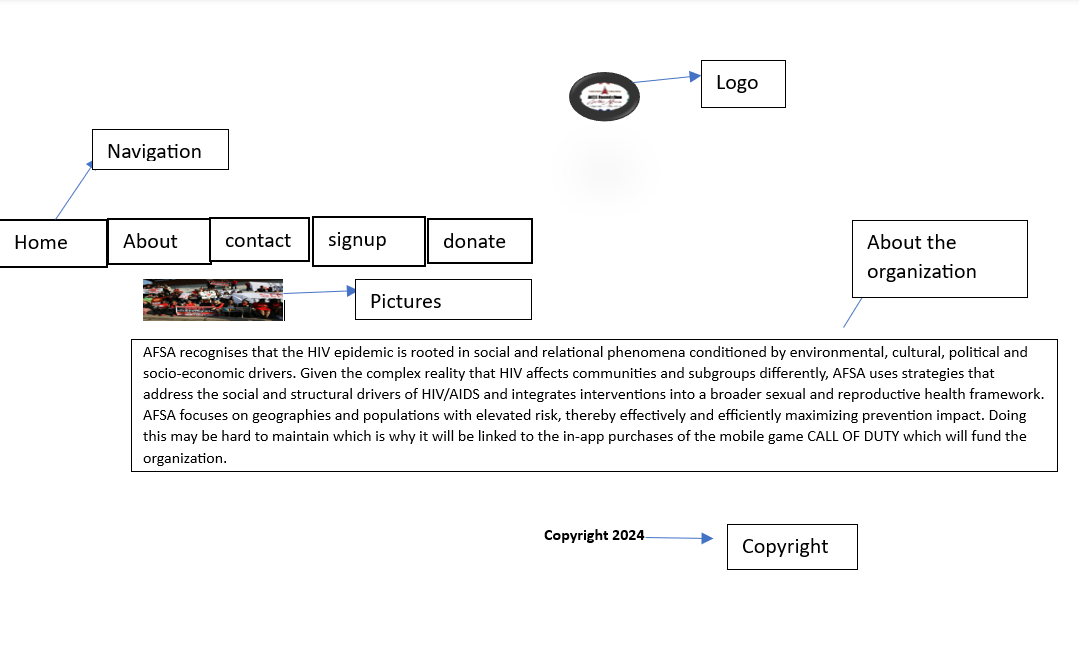 Logo
Navigation
Home
About
contact
signup
donate
About the
organization
Pictures
AFSA recognises that the HIV epidemic is rooted in social and relational phenomena conditioned by environmental, cultural, political and
socio-economic drivers. Given the complex reality that HIV affects communities and subgroups differently, AFSA uses strategies that
address the social and structural drivers of HIV/AIDS and integrates interventions into a broader sexual and reproductive health framework.
AFSA focuses on geographies and populations with elevated risk, thereby effectively and efficiently maximizing prevention impact. Doing
this may be hard to maintain which is why it will be linked to the in-app purchases of the mobile game CALL OF DUTY which will fund the
organization.
Copyright 2024
Copyright